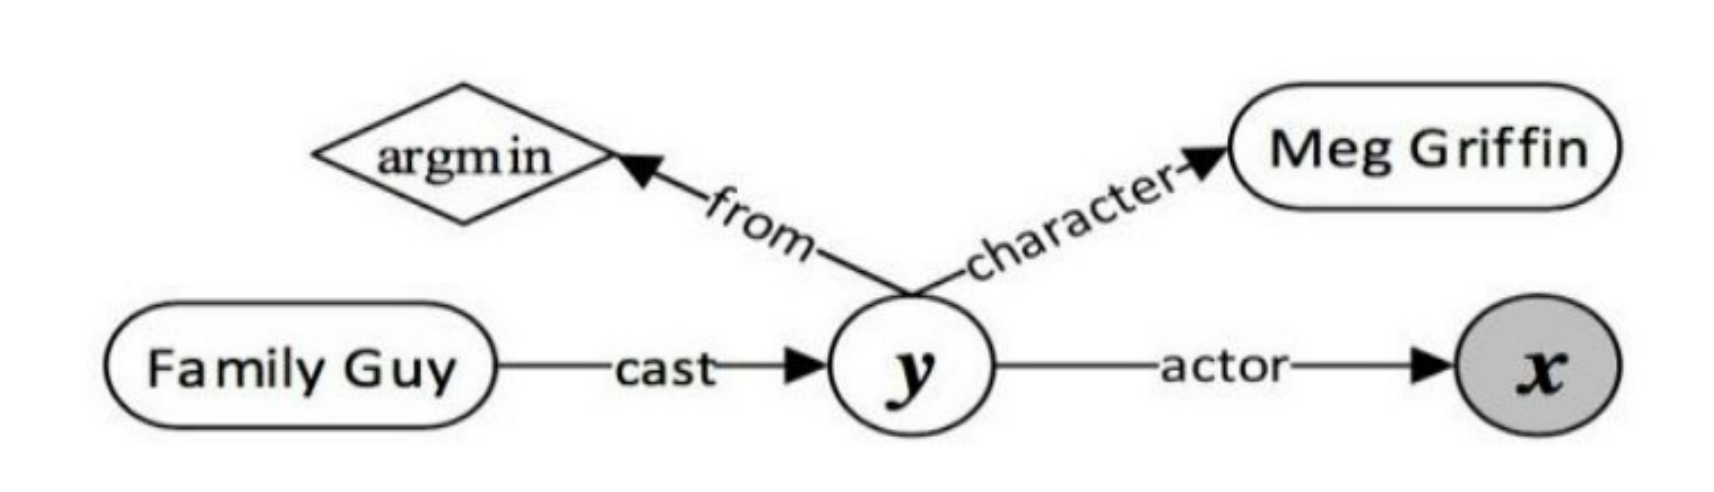 argmin
Meg Griffin
from
character
Family Guy
cast
y
actor
x